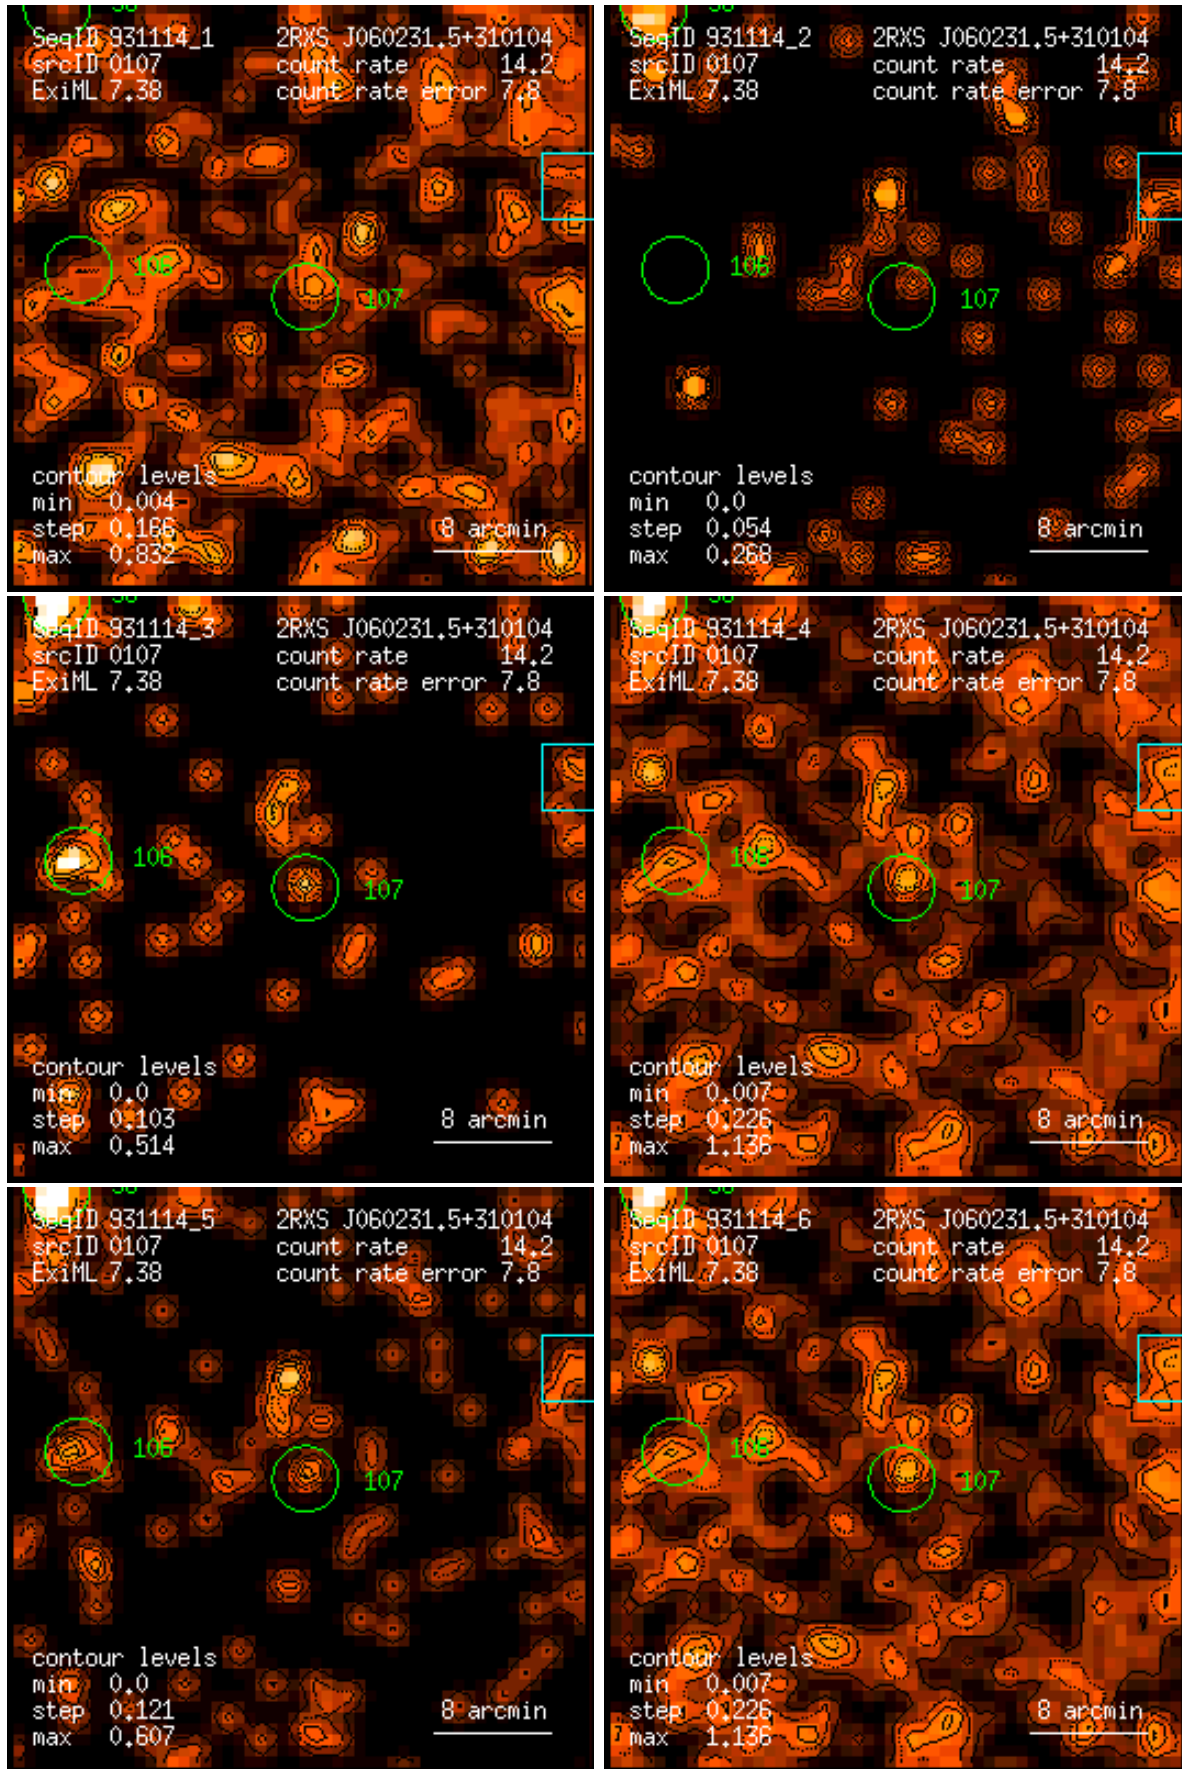 38
SeqID 931114_1 2RXS J060231.5+310104
srcID 0107 count rate 14.2
ExiML 7.38 count rate error 7.8
106
107
contour levels
min 0.004
step 0.166
max 0.832
8 arcmin
38
SeqID 931114_2 2RXS J060231.5+310104
srcID 0107 count rate 14.2
ExiML 7.38 count rate error 7.8
106
107
contour levels
min 0.0
step 0.054
max 0.268
8 arcmin
38
SeqID 931114_3 2RXS J060231.5+310104
srcID 0107 count rate 14.2
ExiML 7.38 count rate error 7.8
106
107
contour levels
min 0.0
step 0.103
max 0.514
8 arcmin
38
SeqID 931114_4 2RXS J060231.5+310104
srcID 0107 count rate 14.2
ExiML 7.38 count rate error 7.8
106
107
contour levels
min 0.007
step 0.226
max 1.136
8 arcmin
38
SeqID 931114_5 2RXS J060231.5+310104
srcID 0107 count rate 14.2
ExiML 7.38 count rate error 7.8
106
107
contour levels
min 0.0
step 0.121
max 0.607
8 arcmin
38
SeqID 931114_6 2RXS J060231.5+310104
srcID 0107 count rate 14.2
ExiML 7.38 count rate error 7.8
106
107
contour levels
min 0.007
step 0.226
max 1.136
8 arcmin